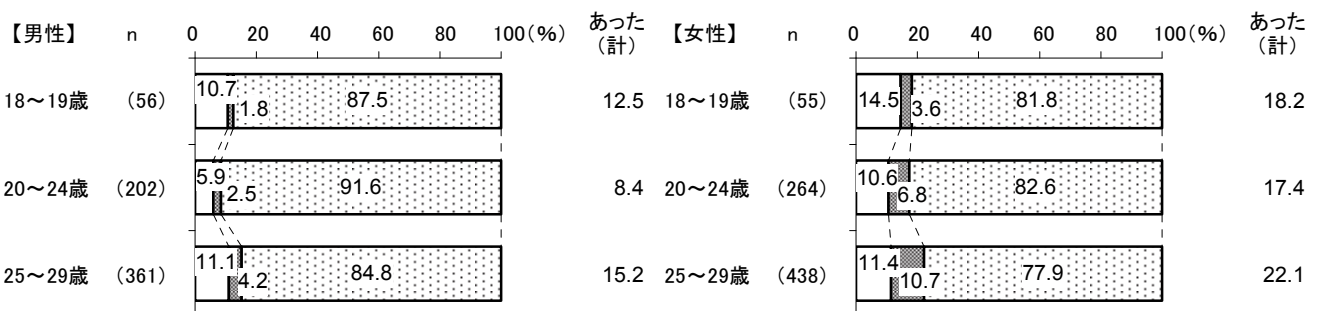 【男性】 n 0 20 40 60 80 100(%) あった（計） 【女性】 n 0 20 40 60 80 100(%) あった（計）
18～19歳 (56) 10.7 1.8 87.5 12.5 18～19歳 (55) 14.5 3.6 81.8 18.2
20～24歳 (202) 5.9 2.5 91.6 8.4 20～24歳 (264) 10.6 6.8 82.6 17.4
25～29歳 (361) 11.1 4.2 84.8 15.2 25～29歳 (438) 11.4 10.7 77.9 22.1